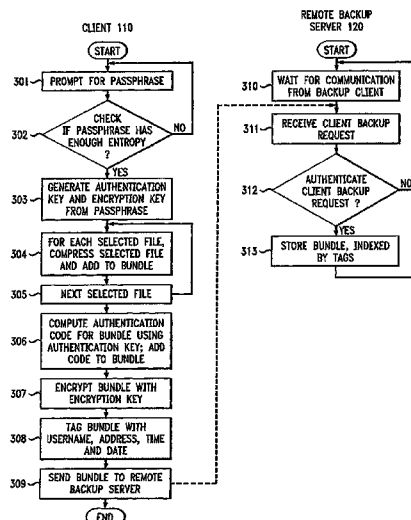 CLIENT 110
START
301
PROMPT FOR PASSPHRASE
302
CHECK
IF PASSPHRASE HAS
ENOUGH ENTROPY
?
NO
YES
303
GENERATE AUTHENTICATION
KEY AND ENCRYPTION KEY
FROM PASSPHRASE
304
FOR EACH SELECTED FILE,
COMPRESS SELECTED FILE
AND ADD TO BUNDLE
305
NEXT SELECTED FILE
306
COMPUTE AUTHENTICATION
CODE FOR BUNDLE USING
AUTHENTICATION KEY; ADD
CODE TO BUNDLE
307
ENCRYPT BUNDLE WITH
ENCRYPTION KEY
308
TAG BUNDLE WITH
USERNAME, ADDRESS, TIME
AND DATE
309
SEND BUNDLE TO REMOTE
BACKUP SERVER
END
REMOTE BACKUP
SERVER 120
START
310
WAIT FOR COMMUNICATION
FROM BACKUP CLIENT
311
RECEIVE CLIENT BACKUP
REQUEST
312
AUTHENTICATE
CLIENT BACKUP
REQUEST ?
NO
YES
313
STORE BUNDLE, INDEXED
BY TAGS